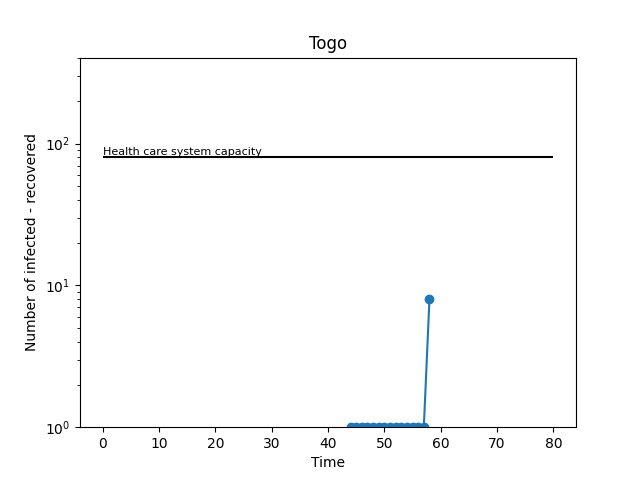 Togo
Number of infected - recovered
10²
Health care system capacity
10¹
10⁰
0 10 20 30 40 50 60 70 80
Time